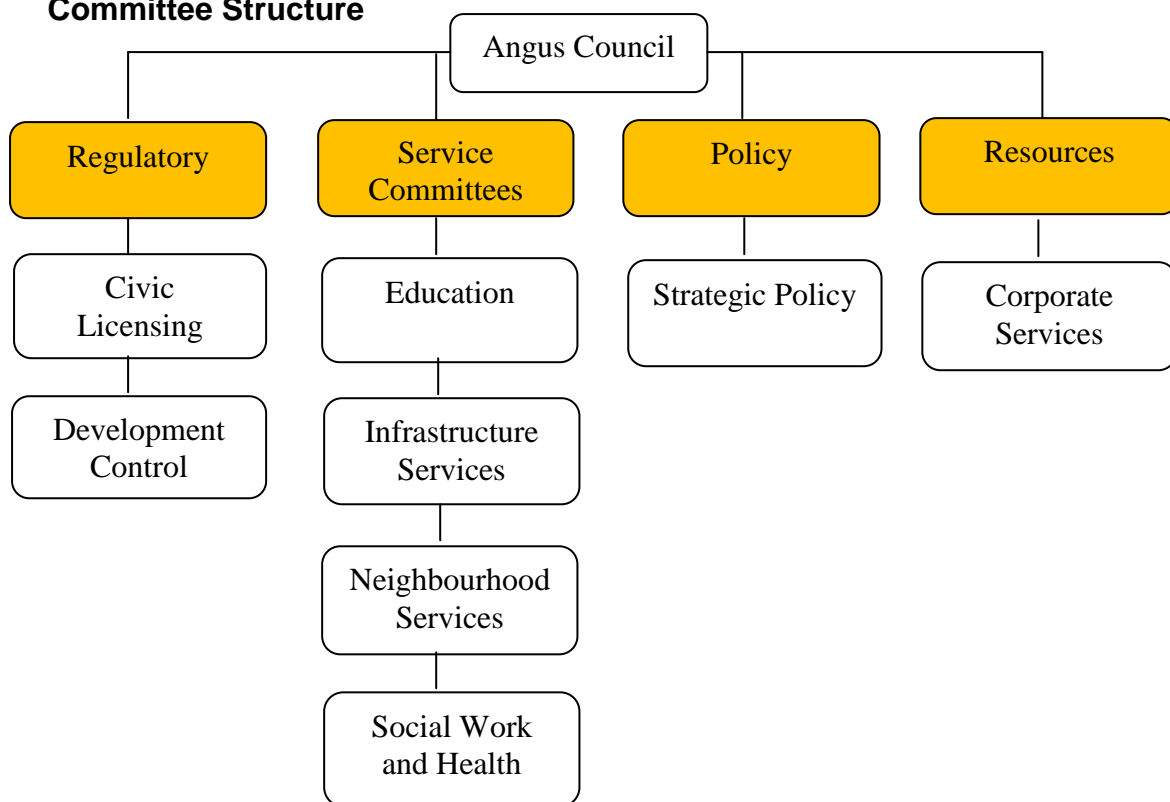 Committee Structure
Angus Council
Regulatory
Service
Committees
Policy
Resources
Civic
Licensing
Education
Strategic Policy
Corporate
Services
Development
Control
Infrastructure
Services
Neighbourhood
Services
Social Work
and Health